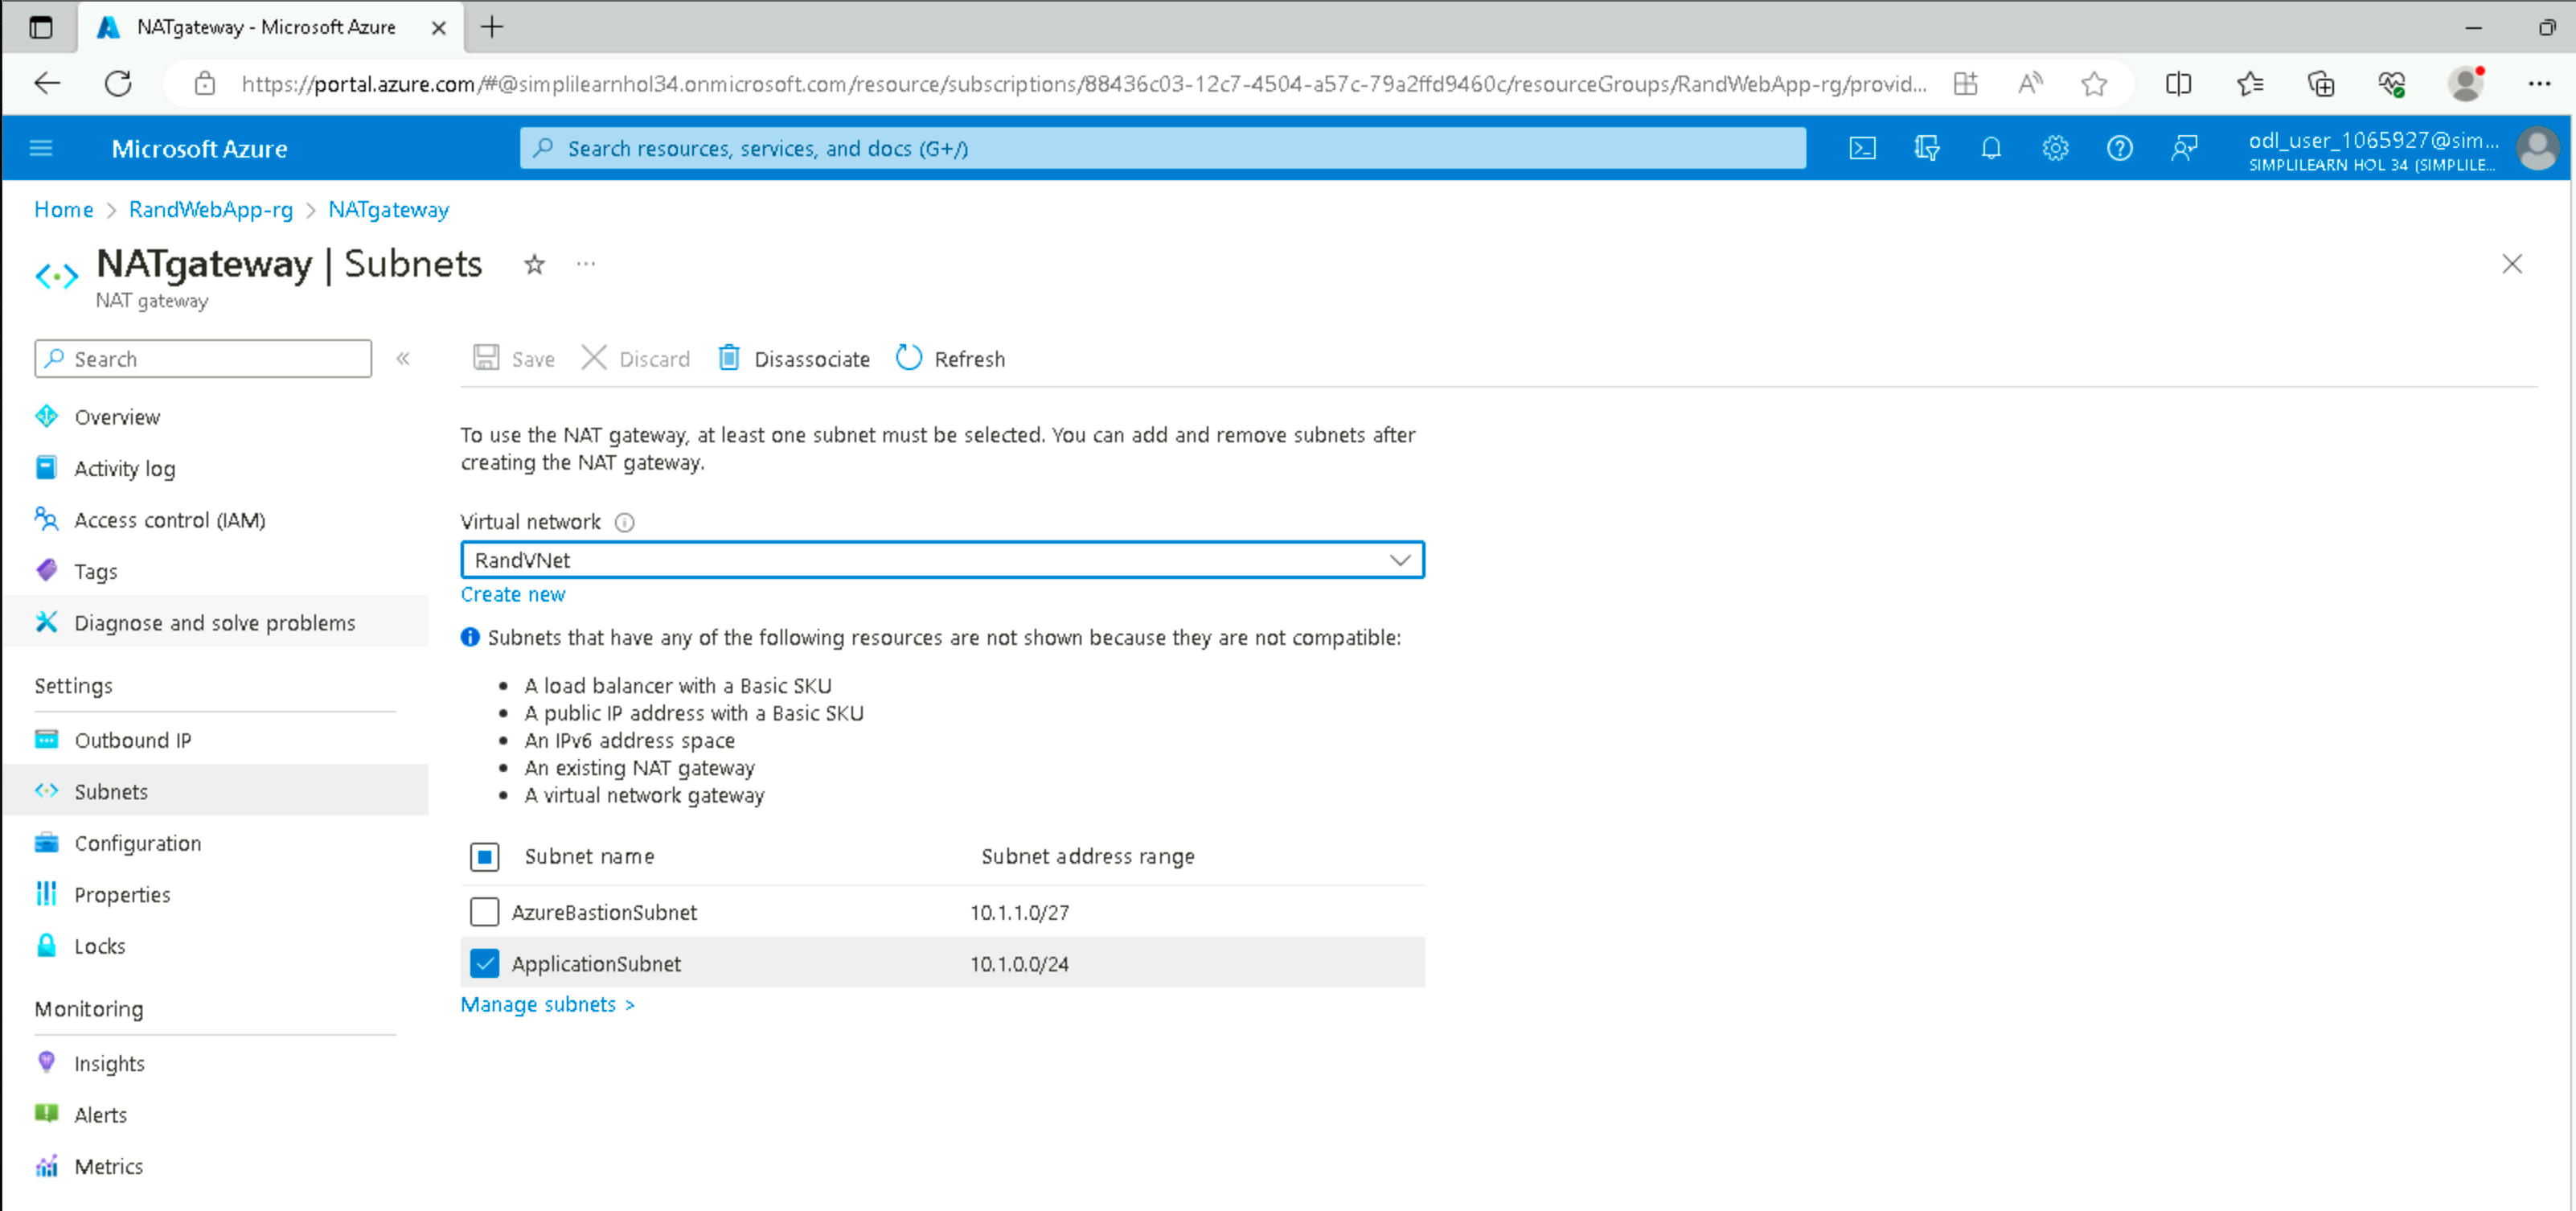 NATgateway - Microsoft Azure
https://portal.azure.com/#@simplilearnhol34.onmicrosoft.com/resource/subscriptions/88436c03-12c7-4504-a57c-79a2ffd9460c/resourceGroups/RandWebApp-rg/provid...
Microsoft Azure
Search resources, services, and docs (G+/)
odl_user_1065927@sim...
SIMPLILEARN HOL 34 (SIMPLILE...
Home > RandWebApp-rg > NATgateway
NATgateway | Subnets
NAT gateway
Search
Save Discard Disassociate Refresh
Overview
Activity log
Access control (IAM)
Tags
Diagnose and solve problems
Settings
Outbound IP
Subnets
Configuration
Properties
Locks
Monitoring
Insights
Alerts
Metrics
To use the NAT gateway, at least one subnet must be selected. You can add and remove subnets after
creating the NAT gateway.
Virtual network
RandVNet
Create new
Subnets that have any of the following resources are not shown because they are not compatible:
• A load balancer with a Basic SKU
• A public IP address with a Basic SKU
• An IPv6 address space
• An existing NAT gateway
• A virtual network gateway
Subnet name Subnet address range
AzureBastionSubnet 10.1.1.0/27
ApplicationSubnet 10.1.0.0/24
Manage subnets >